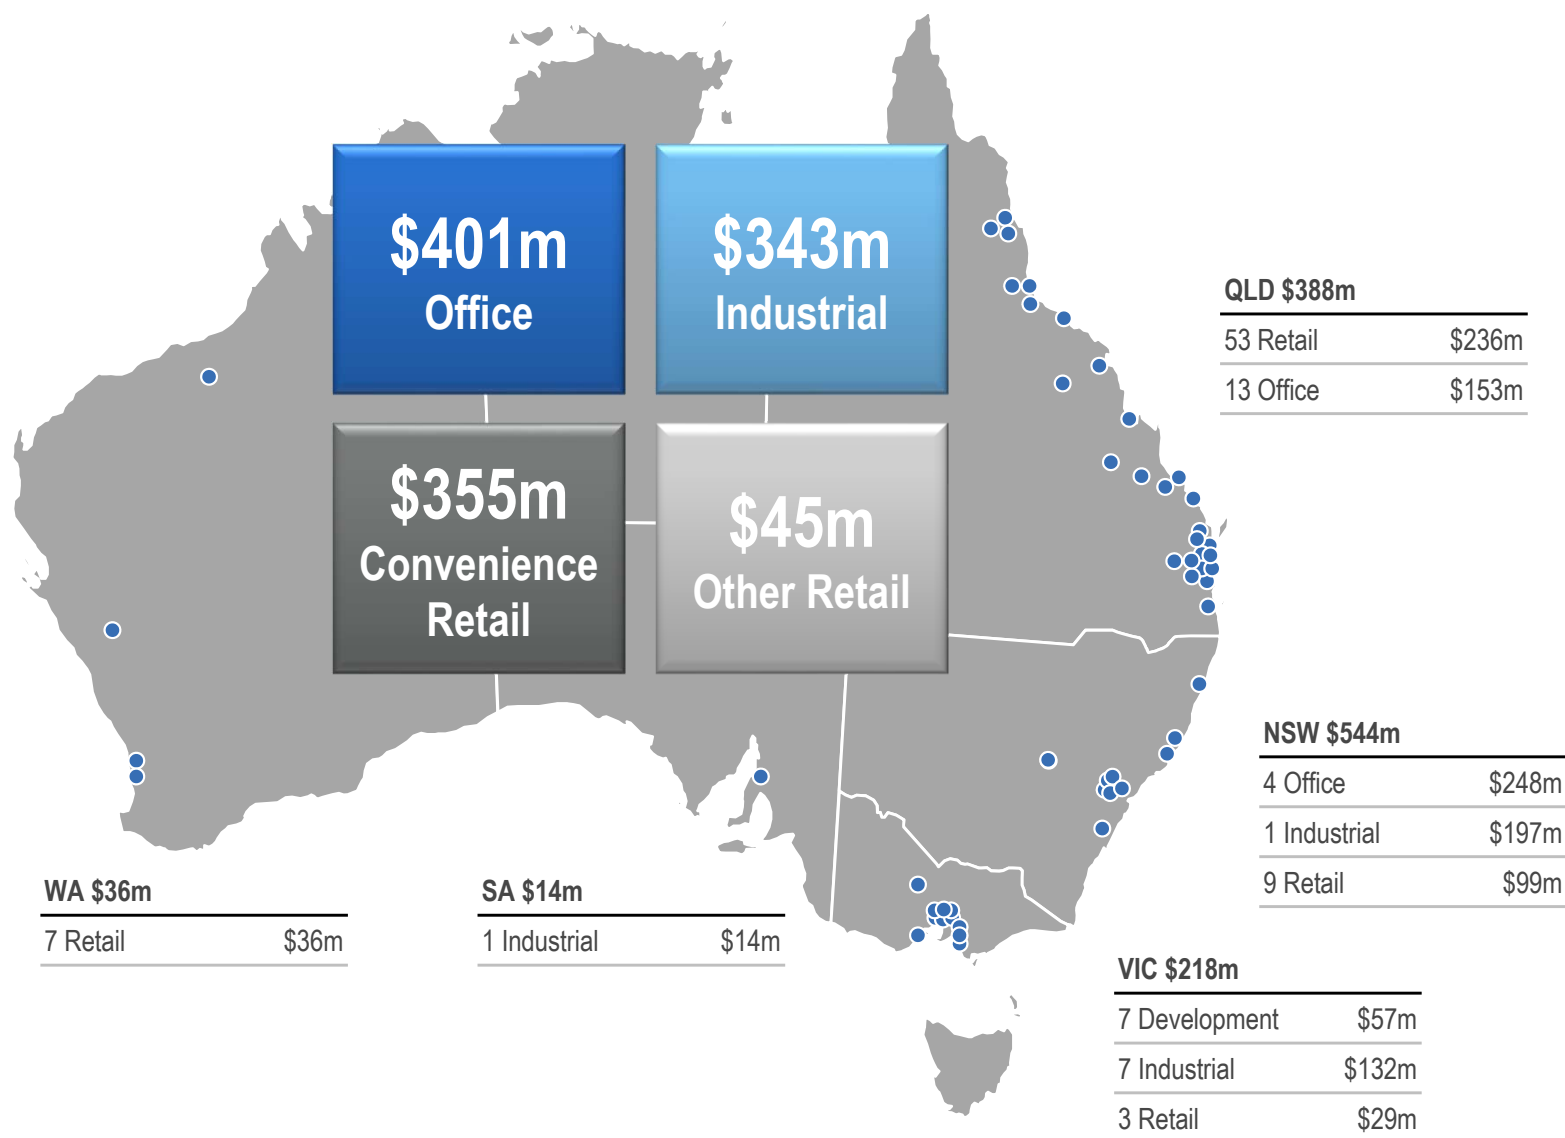 $401m
Office
$343m
Industrial
$355m
Convenience
Retail
$45m
Other Retail
QLD $388m
53 Retail $236m
13 Office $153m
NSW $544m
4 Office $248m
1 Industrial $197m
9 Retail $99m
WA $36m
7 Retail $36m
SA $14m
1 Industrial $14m
VIC $218m
7 Development $57m
7 Industrial $132m
3 Retail $29m